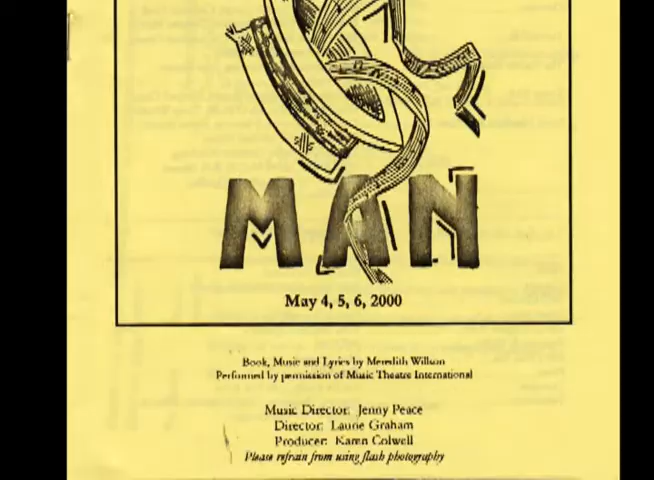 MAN
May 4, 5, 6, 2000
Book, Music and Lyrics by Meredith Willson
Performed by permission of Music Theatre International
Music Director: Jenny Peace
Director: Laurie Graham
Producer: Karen Colwell
Please refrain from using flash photography